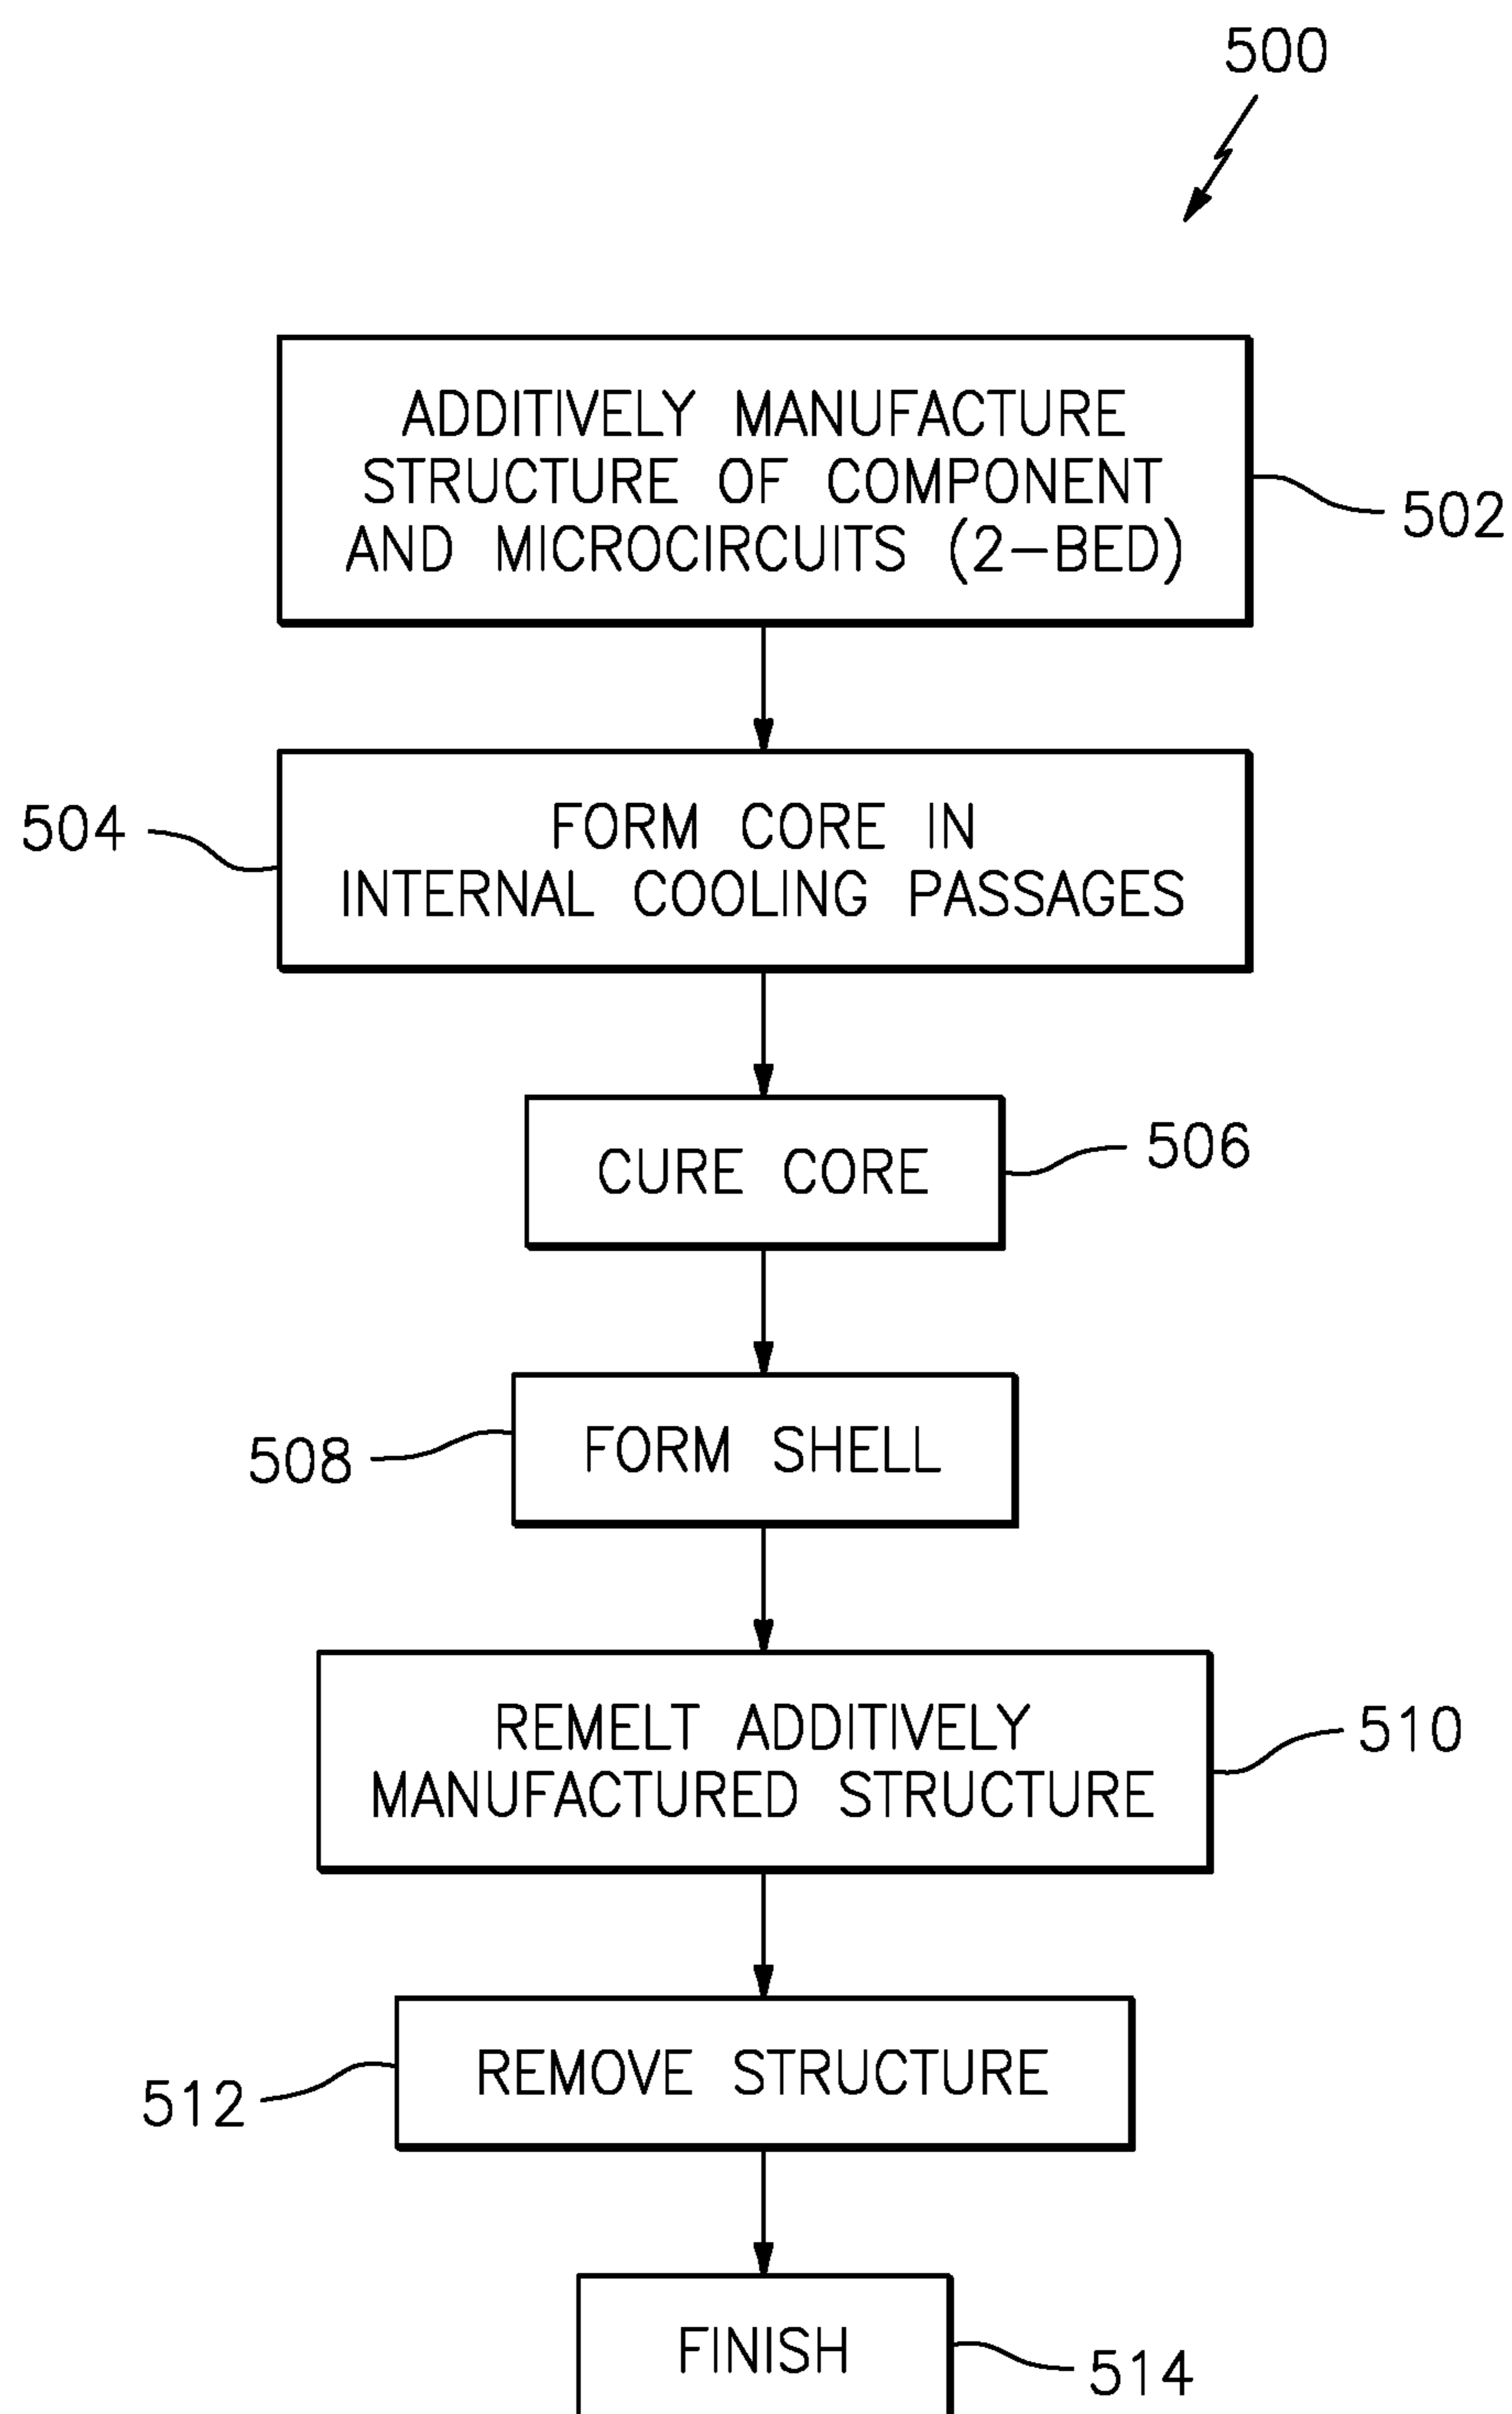 500
ADDITIVELY MANUFACTURE
STRUCTURE OF COMPONENT
AND MICROCIRCUITS (2-BED)
502
FORM CORE IN
INTERNAL COOLING PASSAGES
504
CURE CORE
506
FORM SHELL
508
REMELT ADDITIVELY
MANUFACTURED STRUCTURE
510
REMOVE STRUCTURE
512
FINISH
514